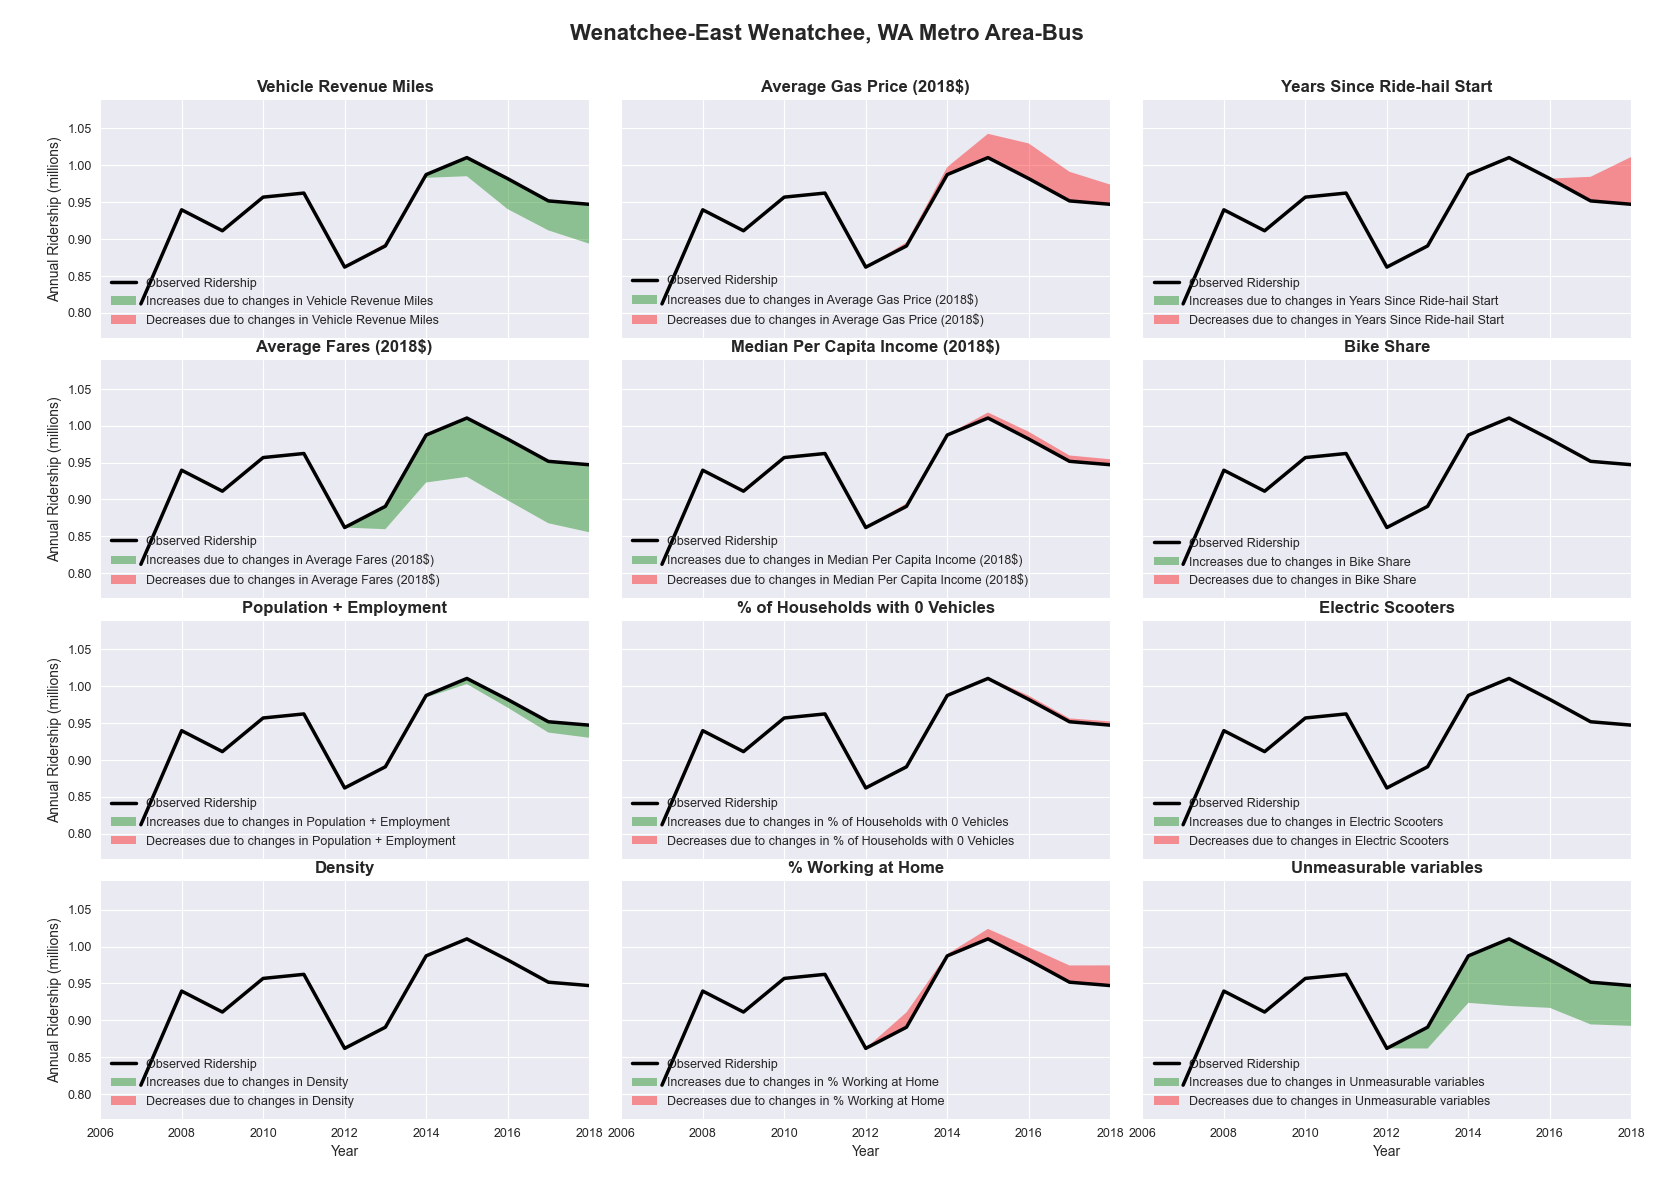 Wenatchee-East Wenatchee, WA Metro Area-Bus
Vehicle Revenue Miles
Annual Ridership (millions)
1.05
1.00
0.95
0.90
0.85
0.80
Observed Ridership
Increases due to changes in Vehicle Revenue Miles
Decreases due to changes in Vehicle Revenue Miles
Average Gas Price (2018$)
Observed Ridership
Increases due to changes in Average Gas Price (2018$)
Decreases due to changes in Average Gas Price (2018$)
Years Since Ride-hail Start
Observed Ridership
Increases due to changes in Years Since Ride-hail Start
Decreases due to changes in Years Since Ride-hail Start
Average Fares (2018$)
Annual Ridership (millions)
1.05
1.00
0.95
0.90
0.85
0.80
Observed Ridership
Increases due to changes in Average Fares (2018$)
Decreases due to changes in Average Fares (2018$)
Median Per Capita Income (2018$)
Observed Ridership
Increases due to changes in Median Per Capita Income (2018$)
Decreases due to changes in Median Per Capita Income (2018$)
Bike Share
Observed Ridership
Increases due to changes in Bike Share
Decreases due to changes in Bike Share
Population + Employment
Annual Ridership (millions)
1.05
1.00
0.95
0.90
0.85
0.80
Observed Ridership
Increases due to changes in Population + Employment
Decreases due to changes in Population + Employment
% of Households with 0 Vehicles
Observed Ridership
Increases due to changes in % of Households with 0 Vehicles
Decreases due to changes in % of Households with 0 Vehicles
Electric Scooters
Observed Ridership
Increases due to changes in Electric Scooters
Decreases due to changes in Electric Scooters
Density
Annual Ridership (millions)
1.05
1.00
0.95
0.90
0.85
0.80
Observed Ridership
Increases due to changes in Density
Decreases due to changes in Density
2006 2008 2010 2012 2014 2016 2018
Year
% Working at Home
Observed Ridership
Increases due to changes in % Working at Home
Decreases due to changes in % Working at Home
2006 2008 2010 2012 2014 2016 2018
Year
Unmeasurable variables
Observed Ridership
Increases due to changes in Unmeasurable variables
Decreases due to changes in Unmeasurable variables
2006 2008 2010 2012 2014 2016 2018
Year